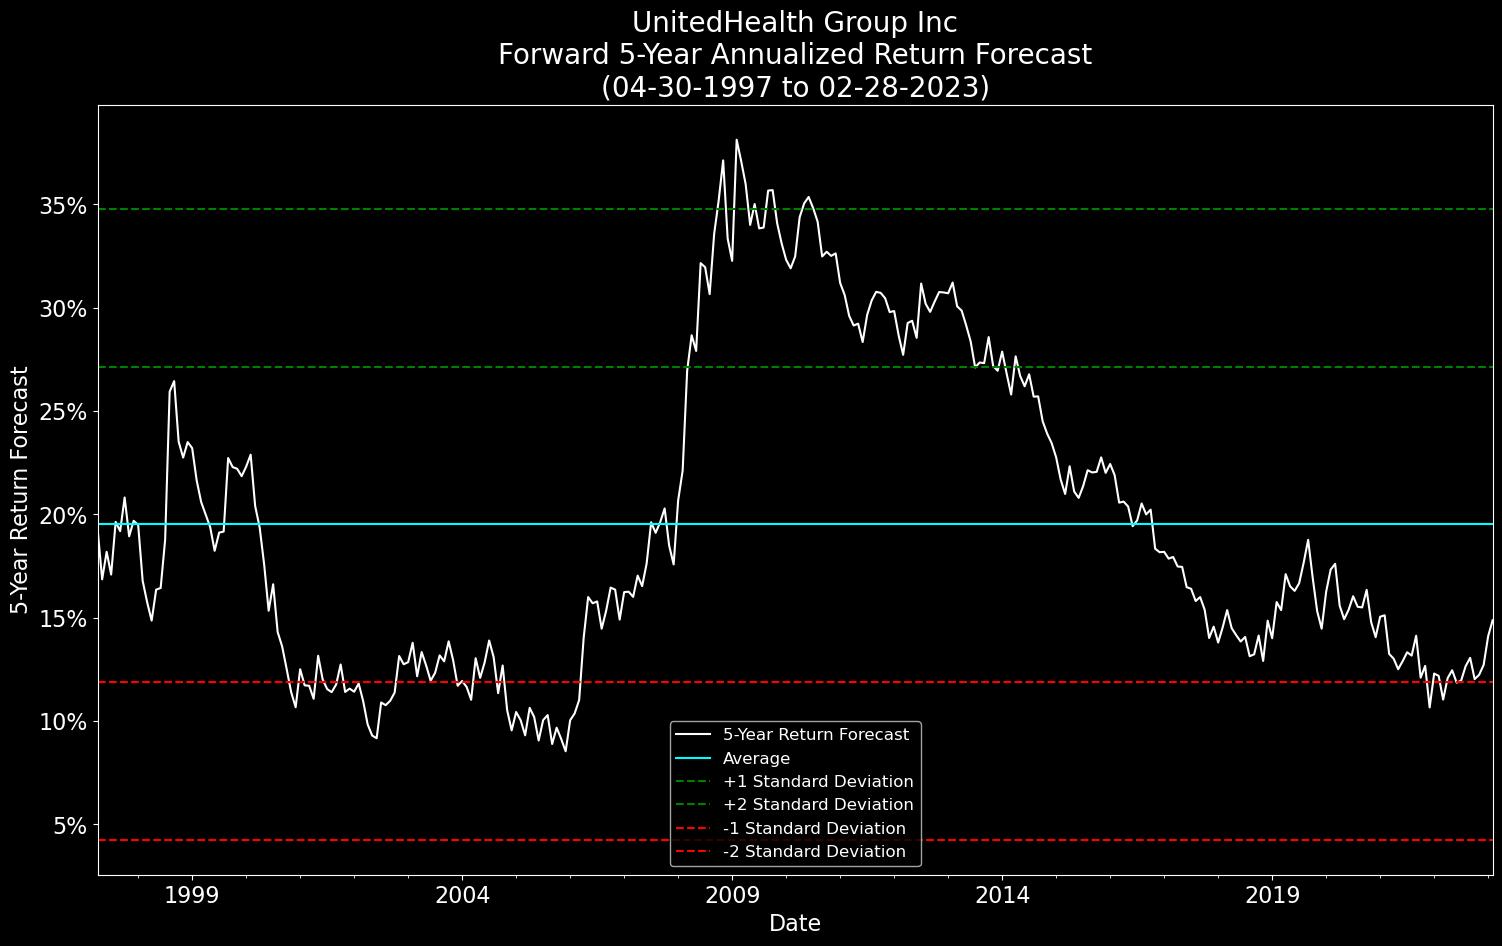 UnitedHealth Group Inc
Forward 5-Year Annualized Return Forecast
(04-30-1997 to 02-28-2023)
5-Year Return Forecast
35%
30%
25%
20%
15%
10%
5%
5-Year Return Forecast
Average
+1 Standard Deviation
+2 Standard Deviation
-1 Standard Deviation
-2 Standard Deviation
1999 2004 2009 2014 2019
Date